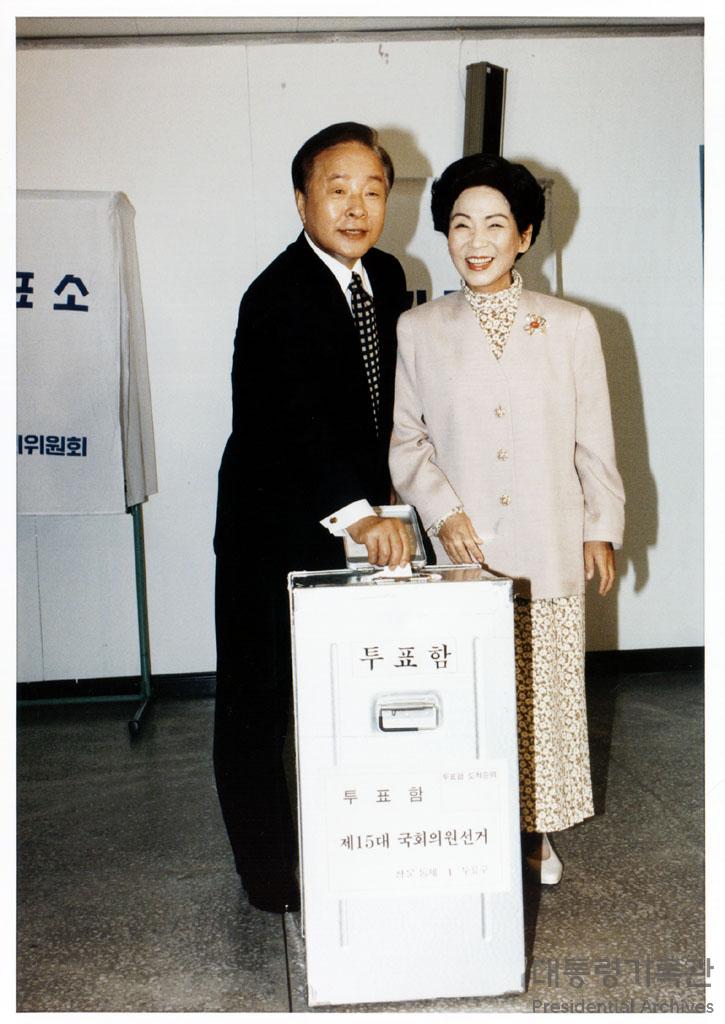 표 소
위원회
투 표 함
투 표 함
제15대 국회의원선거
대통령기록관
Presidential Archives